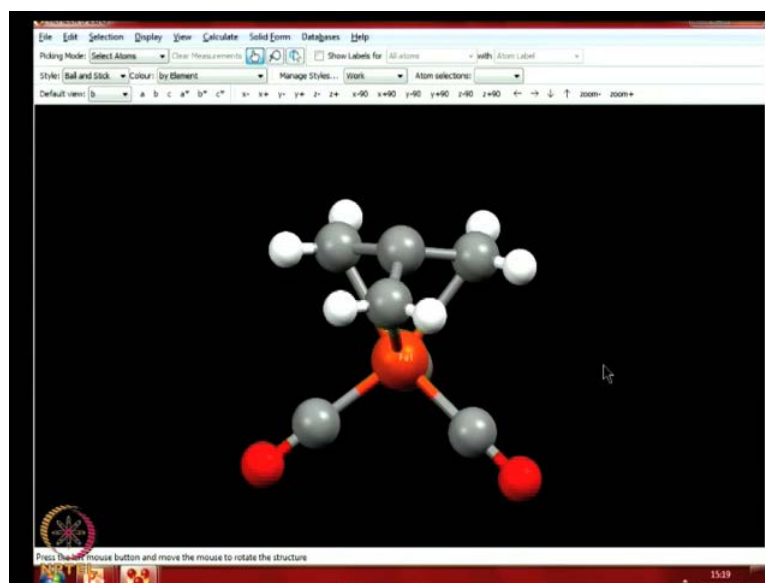 File Edit Selection Display View Calculate Solid Form Databases Help
Picking Mode: Select Atoms Clear Measurements Show Labels for All atoms with Atom Label
Style: Ball and Stick Colour: by Element Manage Styles... Work Atom selections:
Default view: b a b c a* b* c* x- x+ y- y+ z- z+ x-90 x+90 y-90 y+90 z-90 z+90 ← → ↓ ↑ zoom- zoom+
Fe1
Press the left mouse button and move the mouse to rotate the structure
NPTEL
15:19